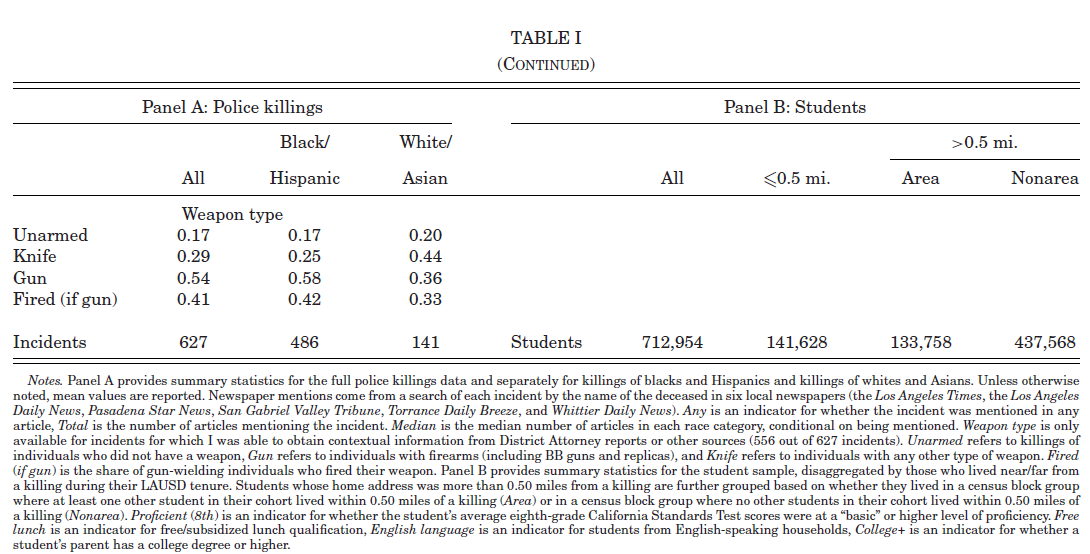 TABLE I
(CONTINUED)
Panel A: Police killings Panel B: Students
Black/ White/ >0.5 mi.
All Hispanic Asian All ⩽0.5 mi. Area Nonarea
Weapon type
Unarmed 0.17 0.17 0.20
Knife 0.29 0.25 0.44
Gun 0.54 0.58 0.36
Fired (if gun) 0.41 0.42 0.33
Incidents 627 486 141 Students 712,954 141,628 133,758 437,568
Notes. Panel A provides summary statistics for the full police killings data and separately for killings of blacks and Hispanics and killings of whites and Asians. Unless otherwise
noted, mean values are reported. Newspaper mentions come from a search of each incident by the name of the deceased in six local newspapers (the Los Angeles Times, the Los Angeles
Daily News, Pasadena Star News, San Gabriel Valley Tribune, Torrance Daily Breeze, and Whittier Daily News). Any is an indicator for whether the incident was mentioned in any
article, Total is the number of articles mentioning the incident. Median is the median number of articles in each race category, conditional on being mentioned. Weapon type is only
available for incidents for which I was able to obtain contextual information from District Attorney reports or other sources (556 out of 627 incidents). Unarmed refers to killings of
individuals who did not have a weapon, Gun refers to individuals with firearms (including BB guns and replicas), and Knife refers to individuals with any other type of weapon. Fired
(if gun) is the share of gun-wielding individuals who fired their weapon. Panel B provides summary statistics for the student sample, disaggregated by those who lived near/far from
a killing during their LAUSD tenure. Students whose home address was more than 0.50 miles from a killing are further grouped based on whether they lived in a census block group
where at least one other student in their cohort lived within 0.50 miles of a killing (Area) or in a census block group where no other students in their cohort lived within 0.50 miles of
a killing (Nonarea). Proficient (8th) is an indicator for whether the student's average eighth-grade California Standards Test scores were at a "basic" or higher level of proficiency. Free
lunch is an indicator for free/subsidized lunch qualification, English language is an indicator for students from English-speaking households, College+ is an indicator for whether a
student's parent has a college degree or higher.